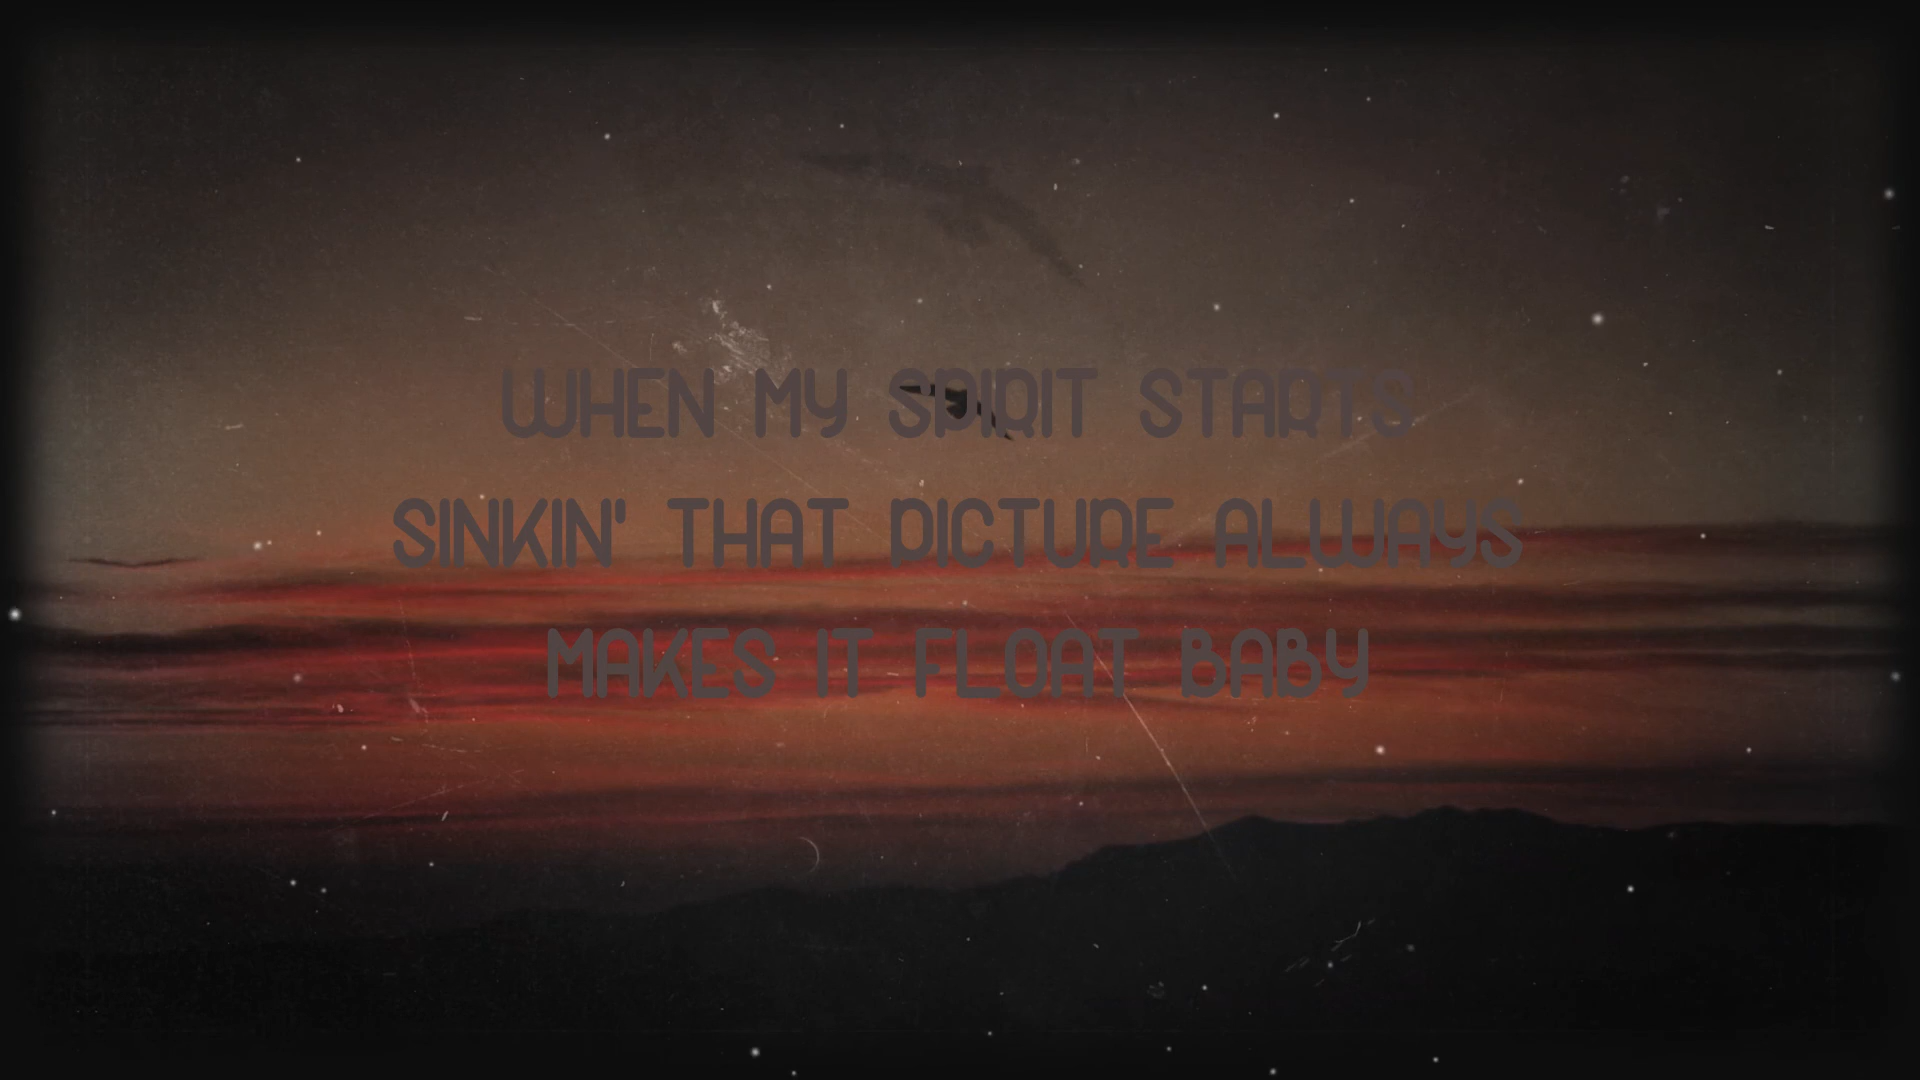 WHEN MY SPIRIT STARTS
SINKIN' THAT PICTURE ALWAYS
MAKES IT FLOAT BABY